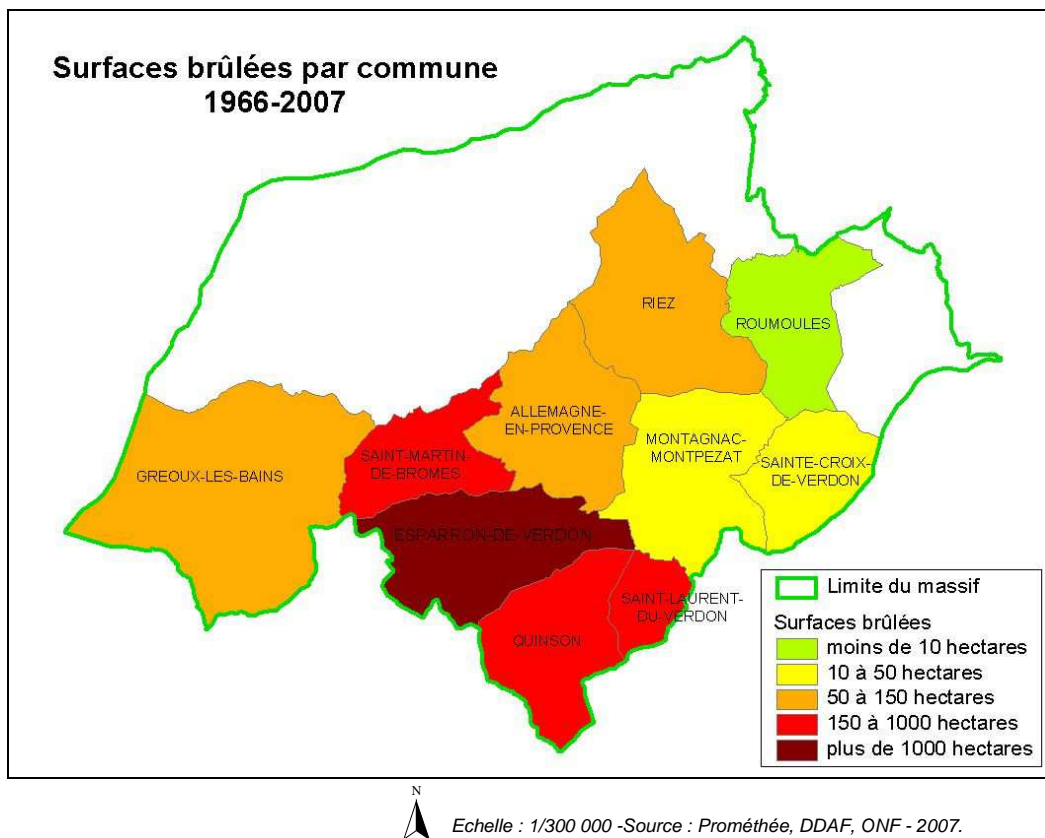 Surfaces brûlées par commune
1966-2007
RIEZ
ROUMOULES
ALLEMAGNE-
EN-PROVENCE
MONTAGNAC-
MONTPEZAT
SAINTE-CROIX-
DE-VERDON
GREOUX-LES-BAINS
SAINT-MARTIN-
DE-BROMES
ESPARRON-DE-VERDON
SAINT-LAURENT-
DU-VERDON
QUINSON
Limite du massif
Surfaces brûlées
moins de 10 hectares
10 à 50 hectares
50 à 150 hectares
150 à 1000 hectares
plus de 1000 hectares
N
Echelle : 1/300 000 -Source : Prométhée, DDAF, ONF - 2007.